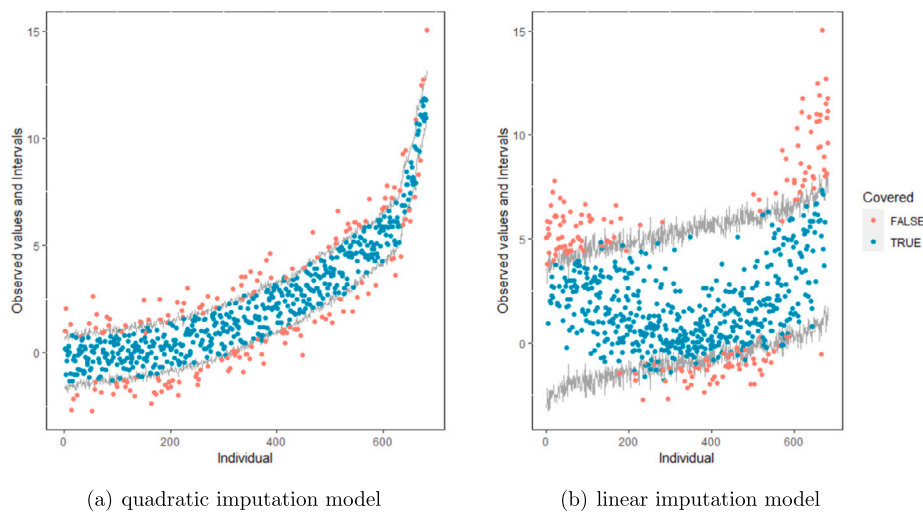 15
10
5
0
Observed values and Intervals
0
200
400
600
Individual
(a) quadratic imputation model
15
10
5
0
Observed values and Intervals
0
200
400
600
Individual
(b) linear imputation model
Covered
FALSE
TRUE